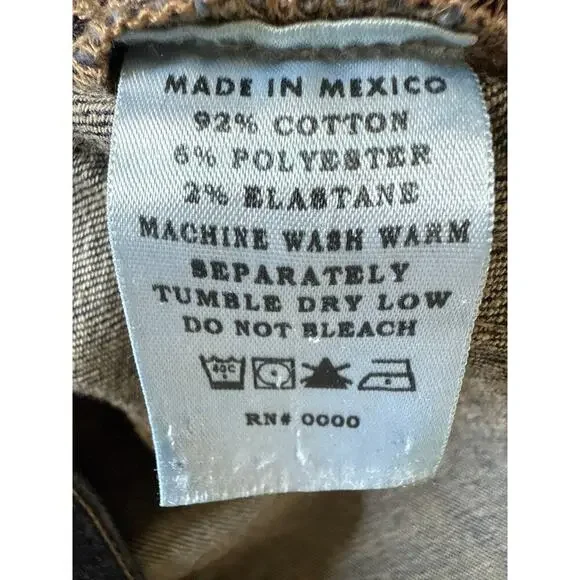 MADE IN MEXICO
92% COTTON
6% POLYESTER
2% ELASTANE
MACHINE WASH WARM
SEPARATELY
TUMBLE DRY LOW
DO NOT BLEACH
40C
RN# 0000